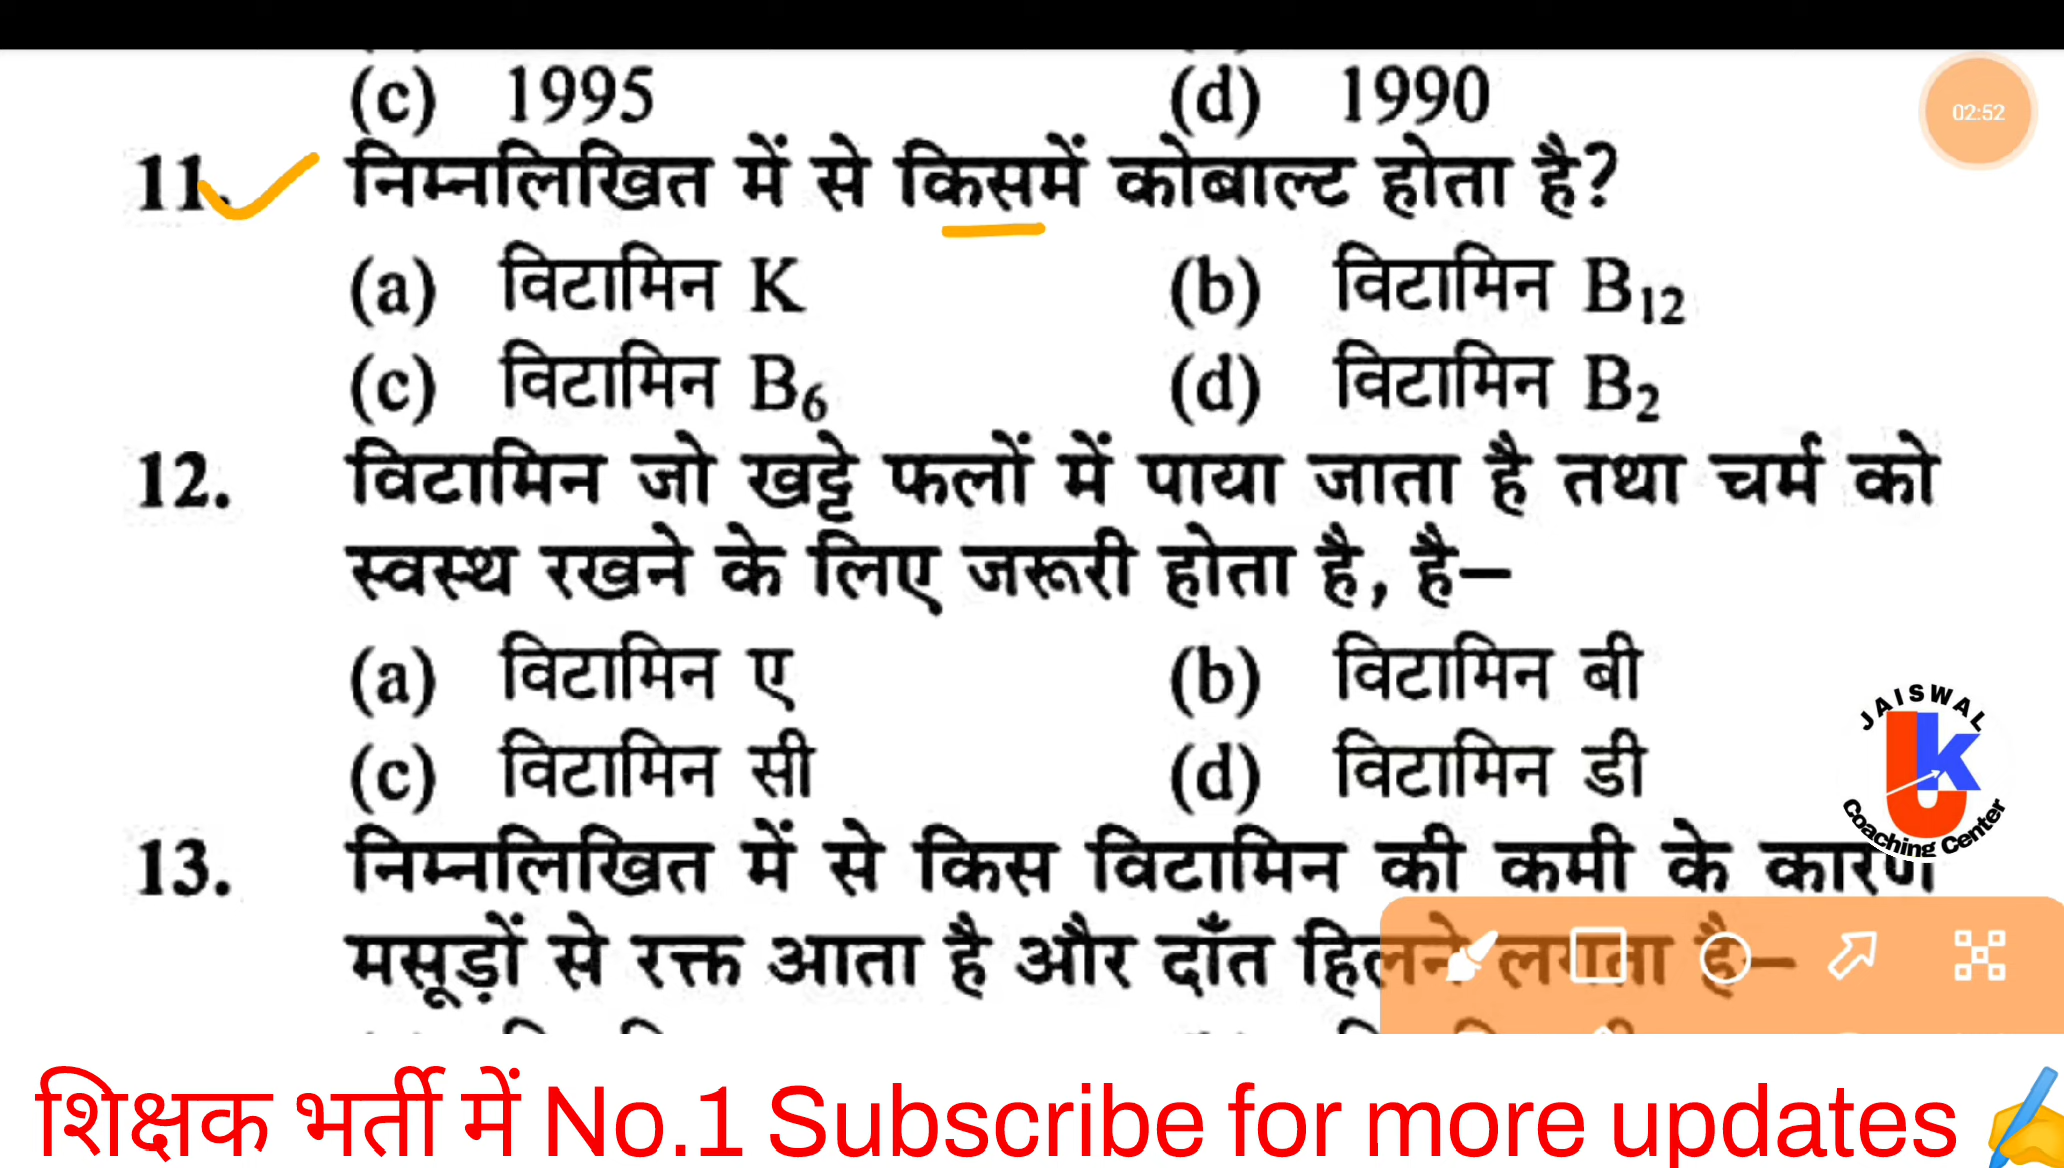 (c) 1995 (d) 1990
02:52
11. निम्नलिखित में से किसमें कोबाल्ट होता है?
(a) विटामिन K (b) विटामिन B₁₂
(c) विटामिन B₆ (d) विटामिन B₂
12. विटामिन जो खट्टे फलों में पाया जाता है तथा चर्म को
स्वस्थ रखने के लिए जरूरी होता है, है–
(a) विटामिन ए (b) विटामिन बी
(c) विटामिन सी (d) विटामिन डी
JAISWAL
UK
Coaching Center
13. निम्नलिखित में से किस विटामिन की कमी के कारण
मसूड़ों से रक्त आता है और दाँत हिलने लगता है–
शिक्षक भर्ती में No.1 Subscribe for more updates ✍️